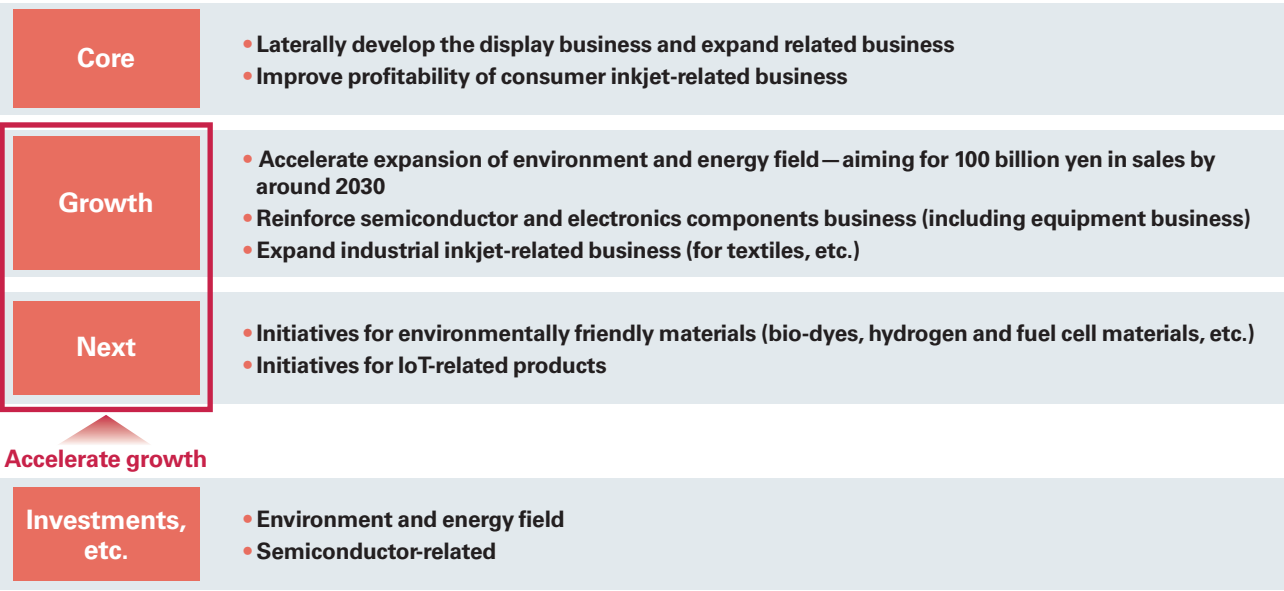 Core
• Laterally develop the display business and expand related business
• Improve profitability of consumer inkjet-related business
Growth
• Accelerate expansion of environment and energy field—aiming for 100 billion yen in sales by
around 2030
• Reinforce semiconductor and electronics components business (including equipment business)
• Expand industrial inkjet-related business (for textiles, etc.)
Next
• Initiatives for environmentally friendly materials (bio-dyes, hydrogen and fuel cell materials, etc.)
• Initiatives for IoT-related products
Accelerate growth
Investments,
etc.
• Environment and energy field
• Semiconductor-related